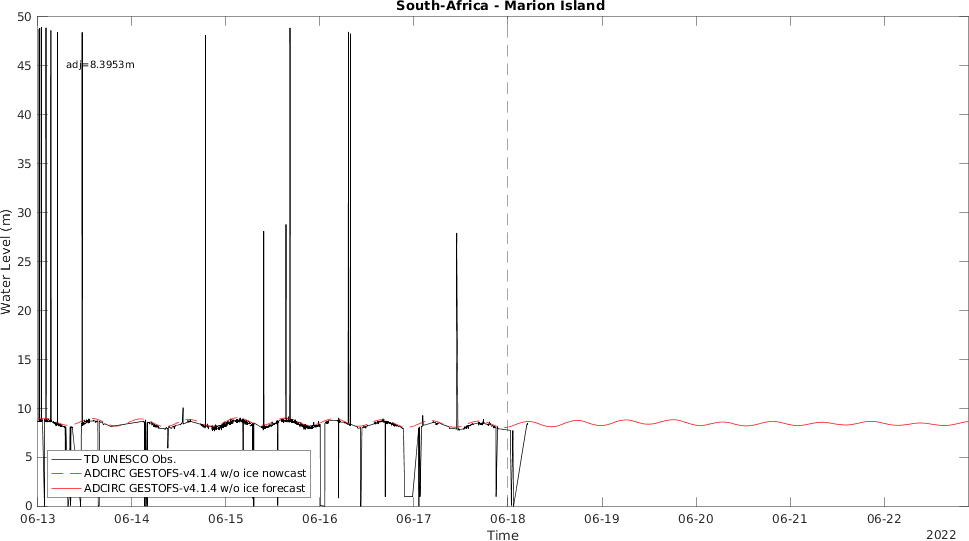 South-Africa - Marion Island
50
45
40
35
30
25
20
15
10
5
0
Water Level (m)
adj=8.3953m
TD UNESCO Obs.
ADCIRC GESTOFS-v4.1.4 w/o ice nowcast
ADCIRC GESTOFS-v4.1.4 w/o ice forecast
06-13 06-14 06-15 06-16 06-17 06-18 06-19 06-20 06-21 06-22
Time
2022